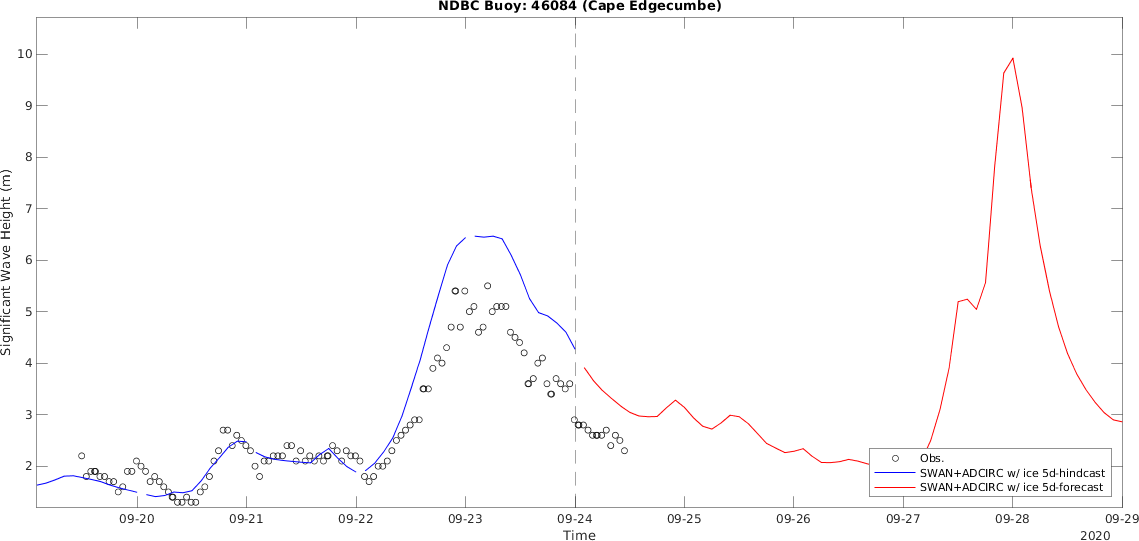 NDBC Buoy: 46084 (Cape Edgecumbe)
Significant Wave Height (m)
10
9
8
7
6
5
4
3
2
Obs.
SWAN+ADCIRC w/ ice 5d-hindcast
SWAN+ADCIRC w/ ice 5d-forecast
09-20 09-21 09-22 09-23 09-24 09-25 09-26 09-27 09-28 09-29
Time
2020